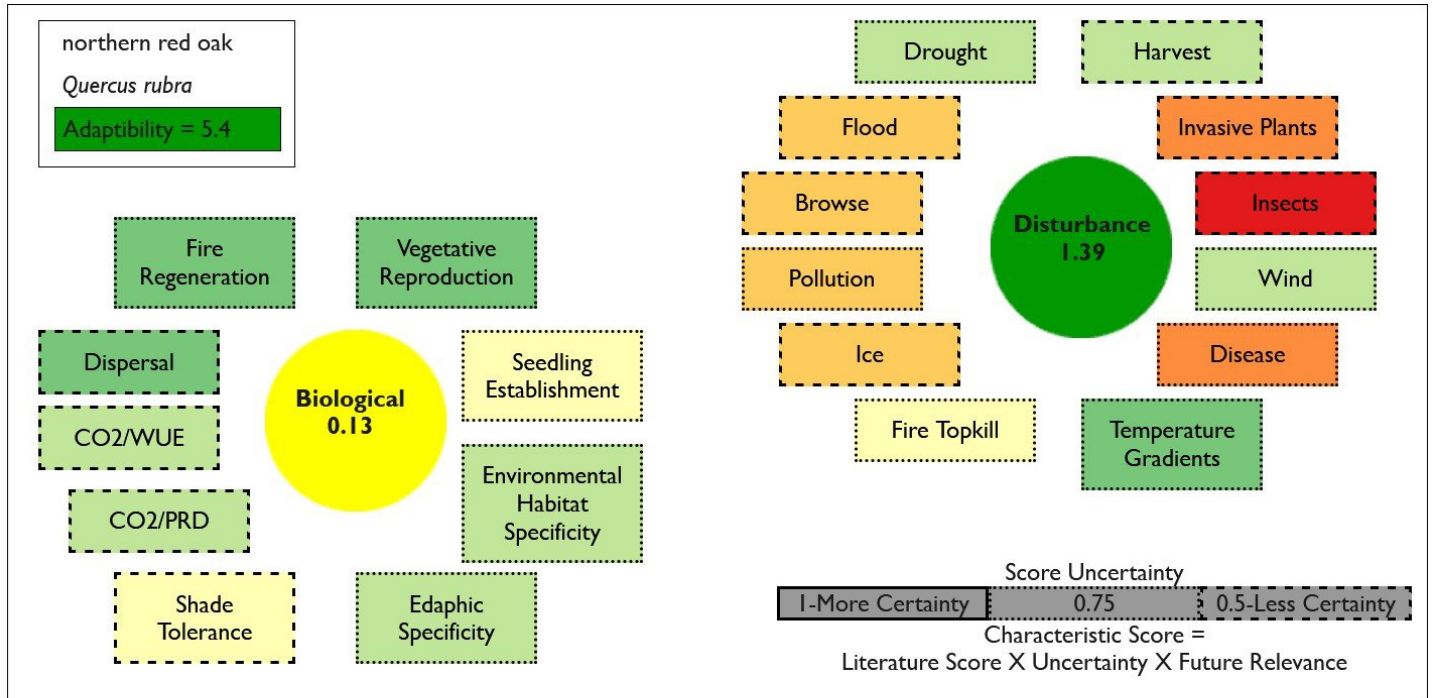 northern red oak
Quercus rubra
Adaptibility = 5.4
Fire
Regeneration
Vegetative
Reproduction
Dispersal
CO2/WUE
CO2/PRD
Shade
Tolerance
Biological
0.13
Seedling
Establishment
Environmental
Habitat
Specificity
Edaphic
Specificity
Drought
Harvest
Flood
Invasive Plants
Browse
Insects
Disturbance
1.39
Pollution
Wind
Ice
Disease
Fire Topkill
Temperature
Gradients
Score Uncertainty
1-More Certainty 0.75 0.5-Less Certainty
Characteristic Score =
Literature Score X Uncertainty X Future Relevance